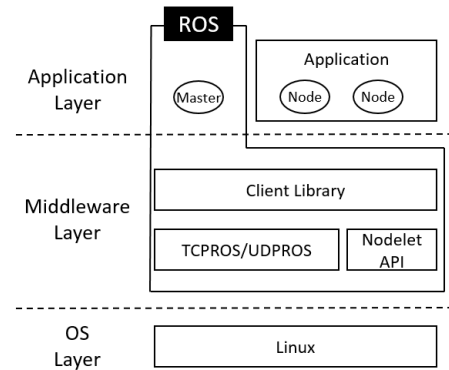 ROS
Application
Layer
Master
Application
Node
Node
Middleware
Layer
Client Library
TCPROS/UDPROS
Nodelet
API
OS
Layer
Linux